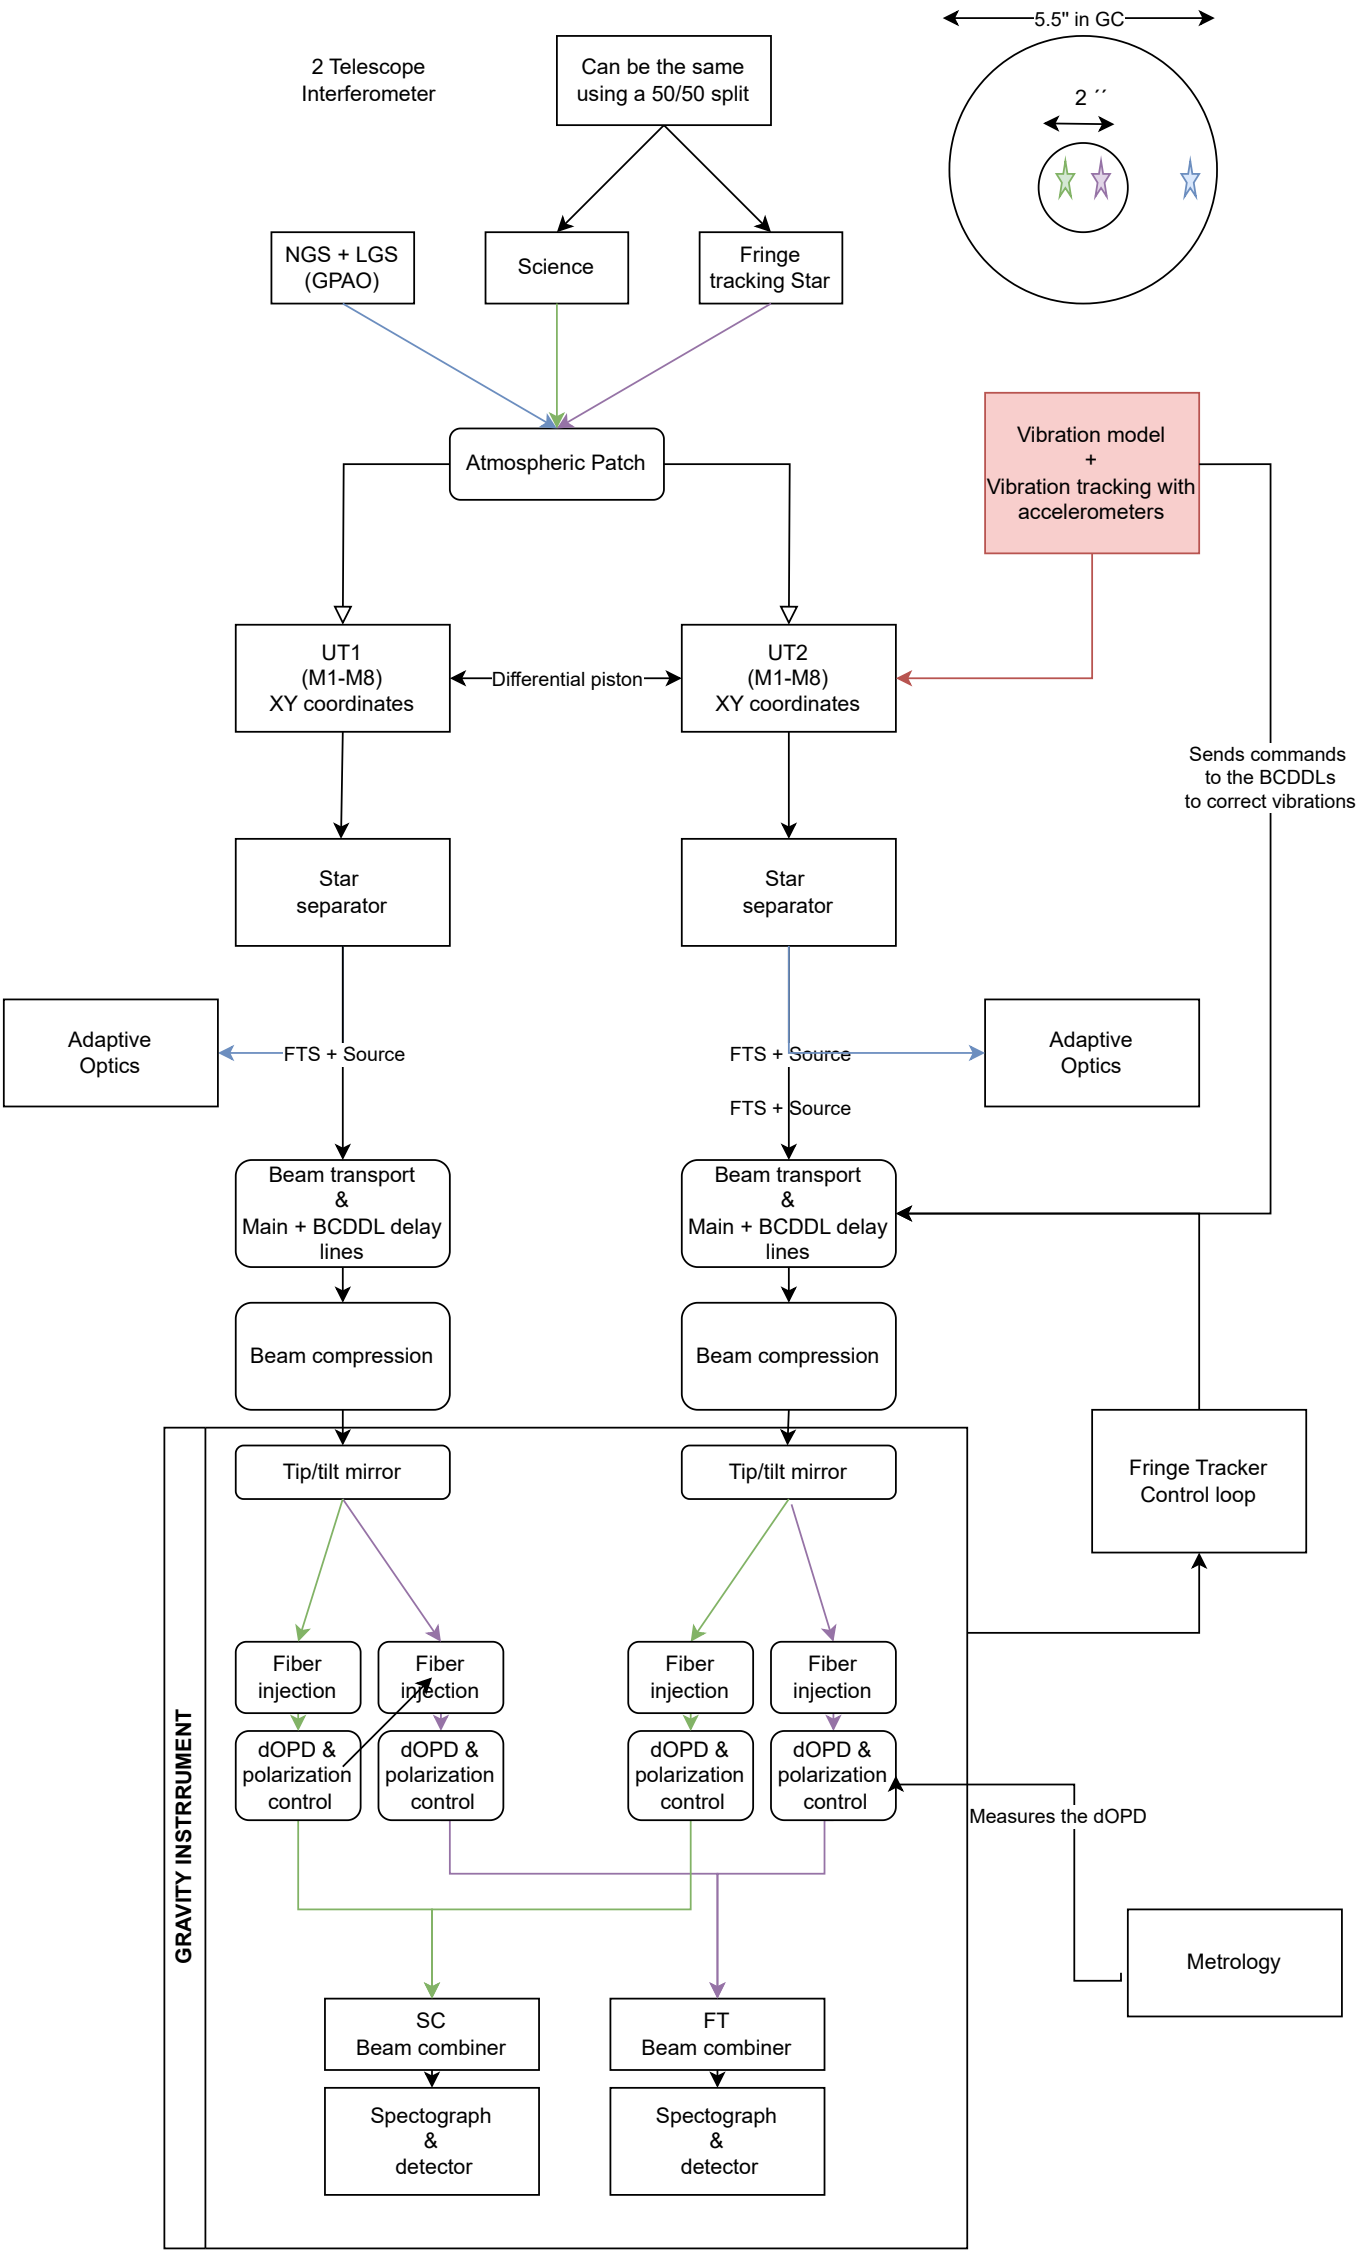 5.5" in GC
2 Telescope
Interferometer
Can be the same
using a 50/50 split
2 ´´
NGS + LGS
(GPAO)
Science
Fringe
tracking Star
Atmospheric Patch
Vibration model
+
Vibration tracking with
accelerometers
UT1
(M1-M8)
XY coordinates
Differential piston
UT2
(M1-M8)
XY coordinates
Sends commands
to the BCDDLs
to correct vibrations
Star
separator
Star
separator
Adaptive
Optics
FTS + Source
FTS + Source
Adaptive
Optics
FTS + Source
Beam transport
&
Main + BCDDL delay
lines
Beam transport
&
Main + BCDDL delay
lines
Beam compression
Beam compression
Tip/tilt mirror
Tip/tilt mirror
Fringe Tracker
Control loop
Fiber
injection
Fiber
injection
Fiber
injection
Fiber
injection
dOPD &
polarization
control
dOPD &
polarization
control
dOPD &
polarization
control
dOPD &
polarization
control
Measures the dOPD
GRAVITY INSTRRUMENT
Metrology
SC
Beam combiner
FT
Beam combiner
Spectograph
&
detector
Spectograph
&
detector